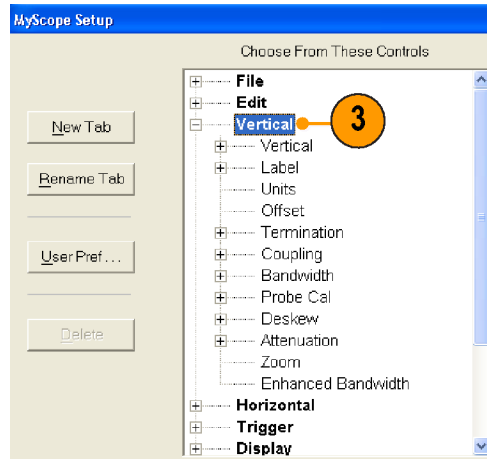 MyScope Setup
Choose From These Controls
File
Edit
Vertical
3
Vertical
Label
Units
Offset
Termination
Coupling
Bandwidth
Probe Cal
Deskew
Attenuation
Zoom
Enhanced Bandwidth
Horizontal
Trigger
Display
New Tab
Rename Tab
User Pref...
Delete